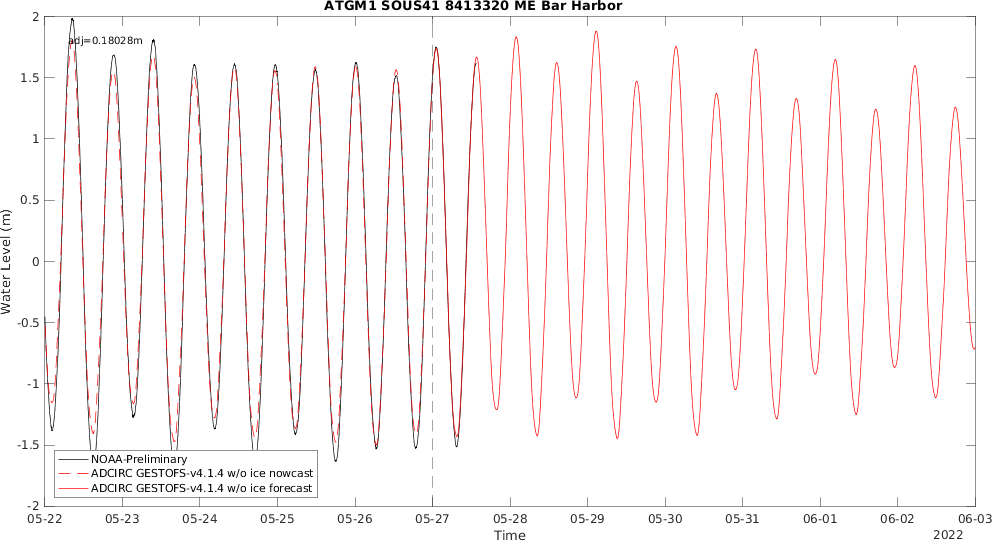 ATGM1 SOUS41 8413320 ME Bar Harbor
adj=0.18028m
2
1.5
1
0.5
0
-0.5
-1
-1.5
-2
Water Level (m)
NOAA-Preliminary
ADCIRC GESTOFS-v4.1.4 w/o ice nowcast
ADCIRC GESTOFS-v4.1.4 w/o ice forecast
05-22 05-23 05-24 05-25 05-26 05-27 05-28 05-29 05-30 05-31 06-01 06-02 06-03
Time
2022